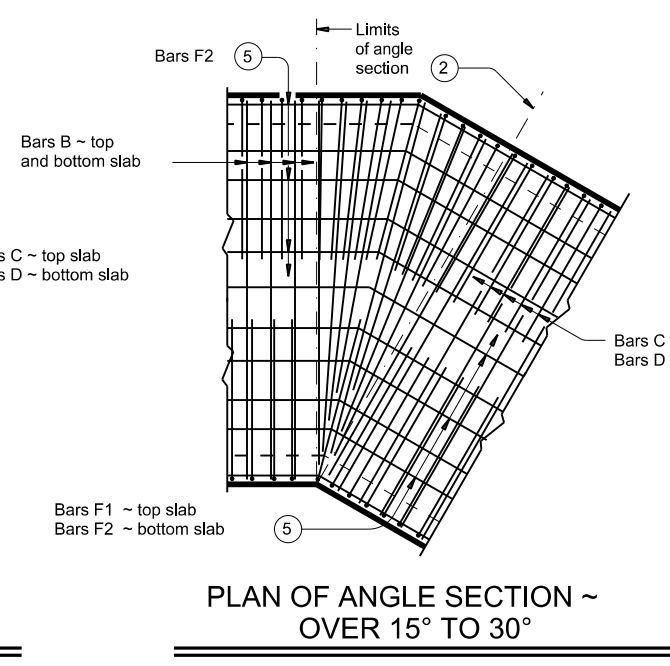 Limits
of angle
section
Bars F2
5
2
Bars B ~ top
and bottom slab
C ~ top slab
D ~ bottom slab
Bars C
Bars D
Bars F1 ~ top slab
Bars F2 ~ bottom slab
5
PLAN OF ANGLE SECTION ~
OVER 15° TO 30°